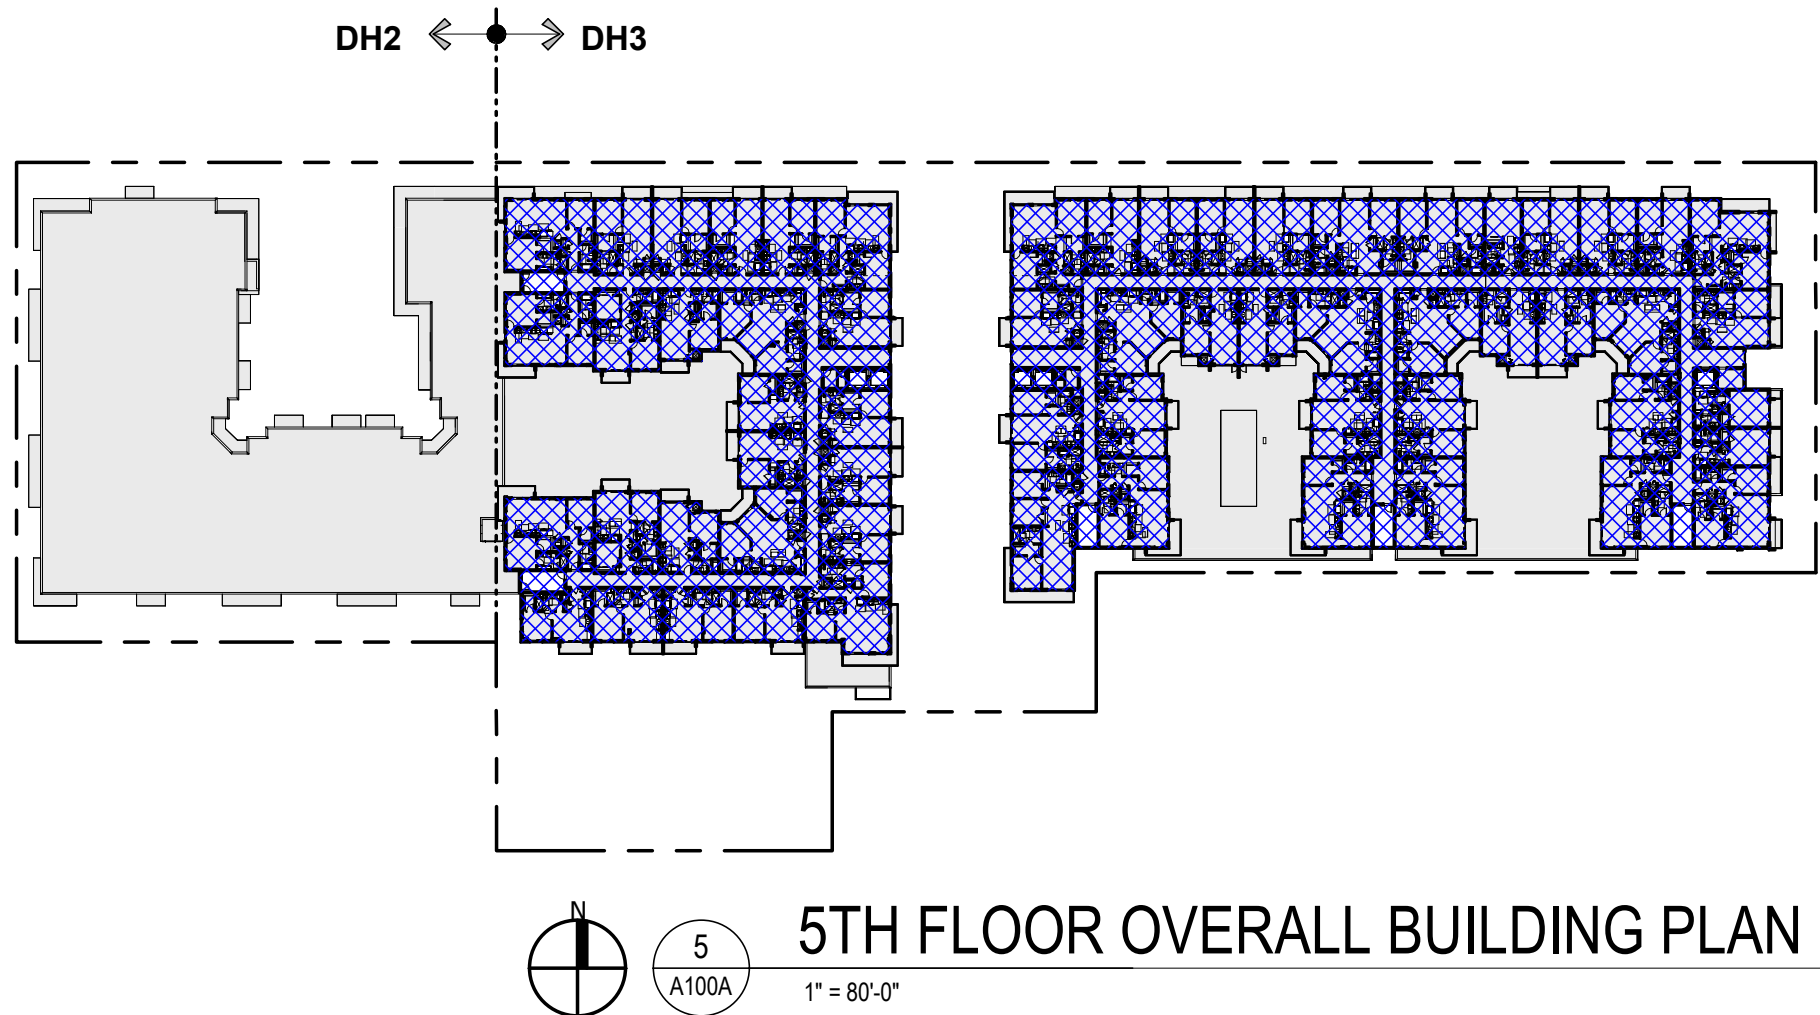 DH2 DH3
N
5
A100A
5TH FLOOR OVERALL BUILDING PLAN
1" = 80'-0"